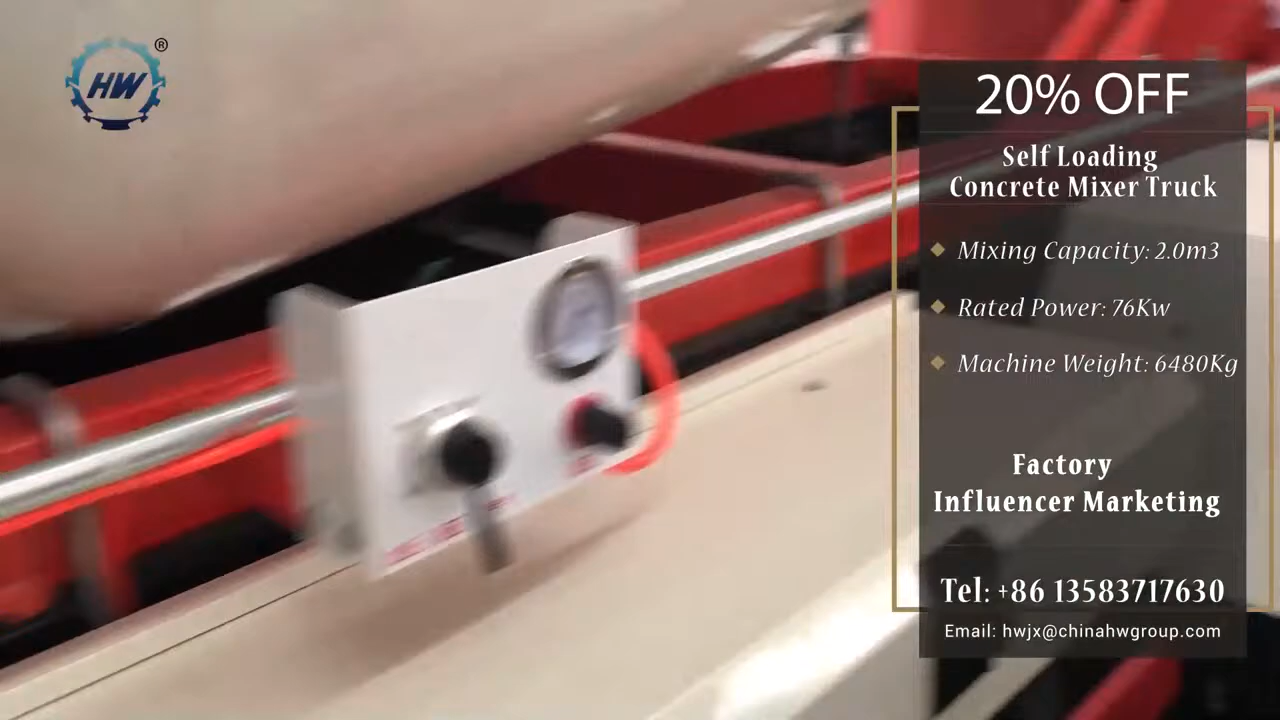 HW
®
20% OFF
Self Loading
Concrete Mixer Truck
Mixing Capacity: 2.0m3
Rated Power: 76Kw
Machine Weight: 6480Kg
Factory
Influencer Marketing
Tel: +86 13583717630
Email: hwjx@chinahwgroup.com